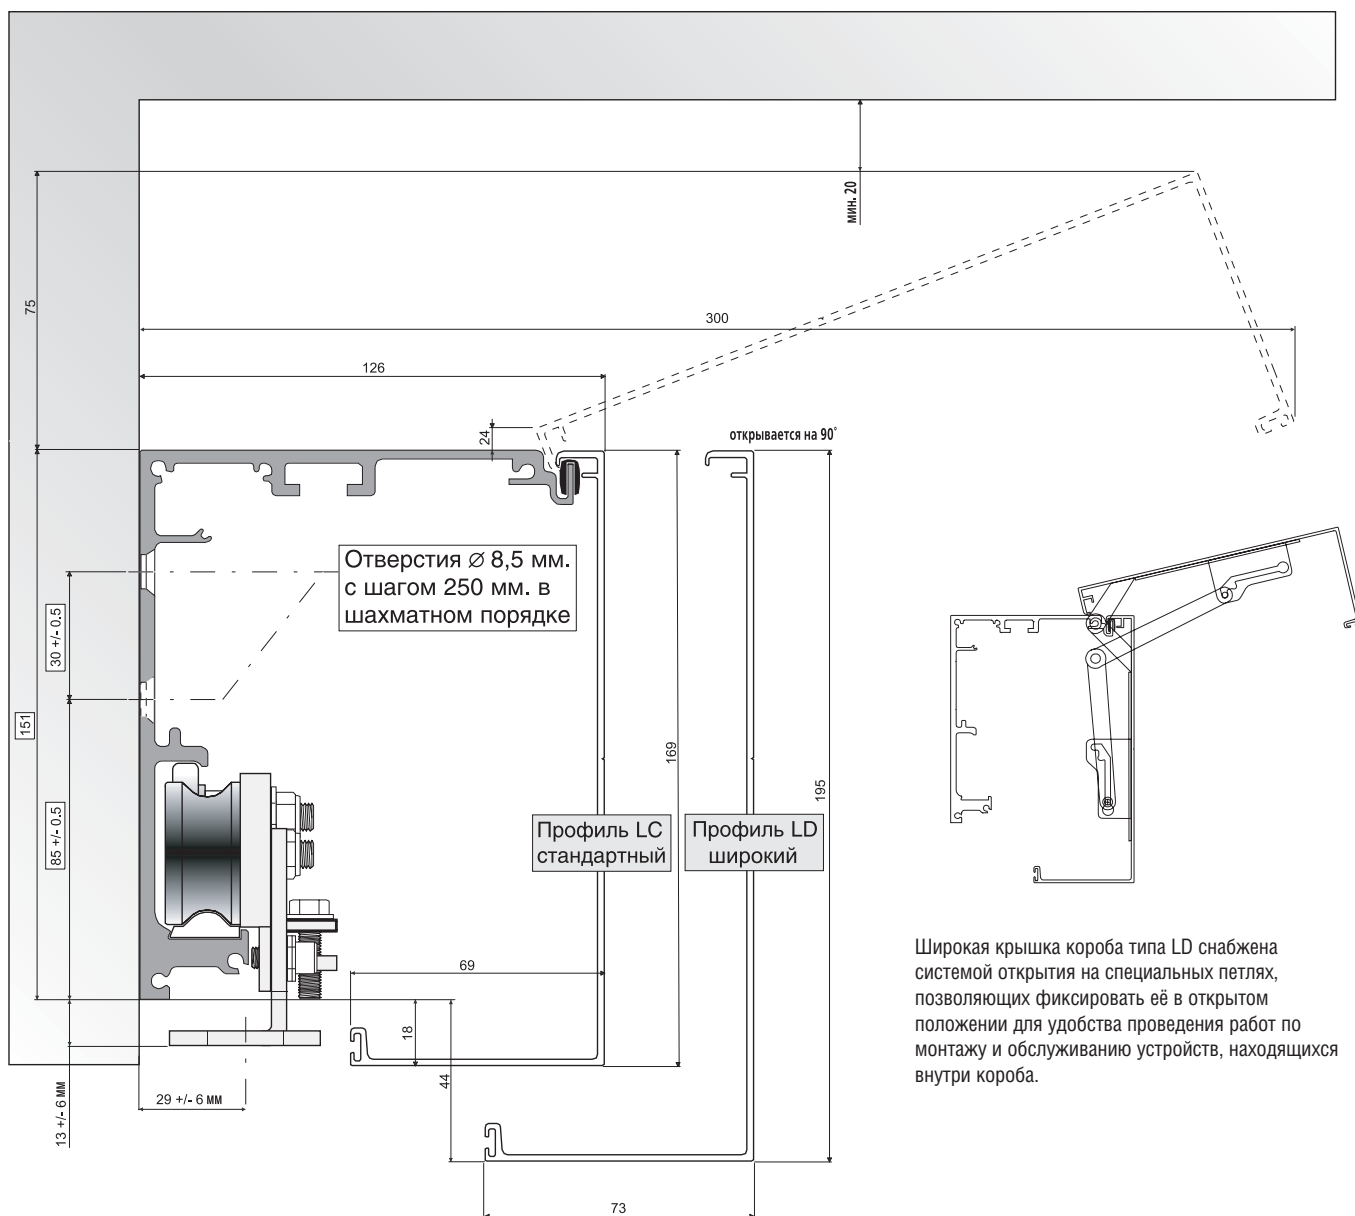 мин. 20
75
300
126
24
открывается на 90˚
Отверстия ∅ 8,5 мм.
с шагом 250 мм. в
шахматном порядке
30 +/- 0.5
151
85 +/- 0.5
169
195
Профиль LC
стандартный
Профиль LD
широкий
69
18
44
13 +/- 6 мм
29 +/- 6 мм
73
Широкая крышка короба типа LD снабжена
системой открытия на специальных петлях,
позволяющих фиксировать её в открытом
положении для удобства проведения работ по
монтажу и обслуживанию устройств, находящихся
внутри короба.